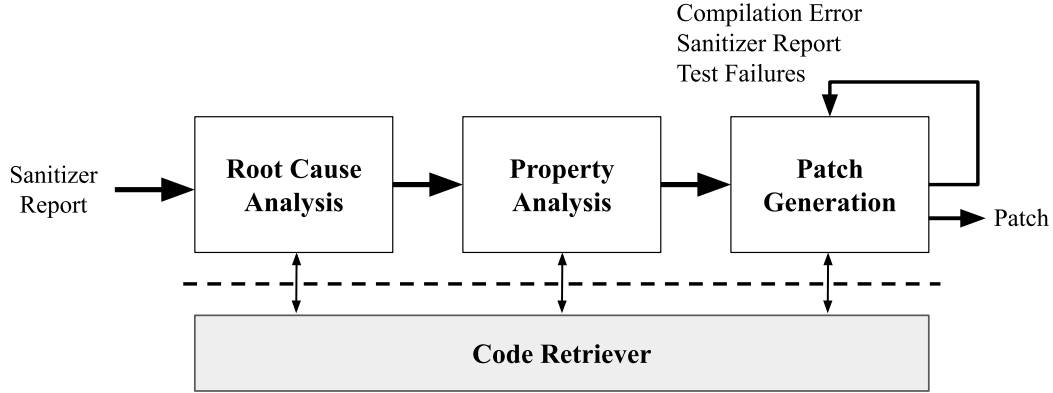 Compilation Error
Sanitizer Report
Test Failures
Sanitizer
Report
Root Cause
Analysis
Property
Analysis
Patch
Generation
Patch
Code Retriever